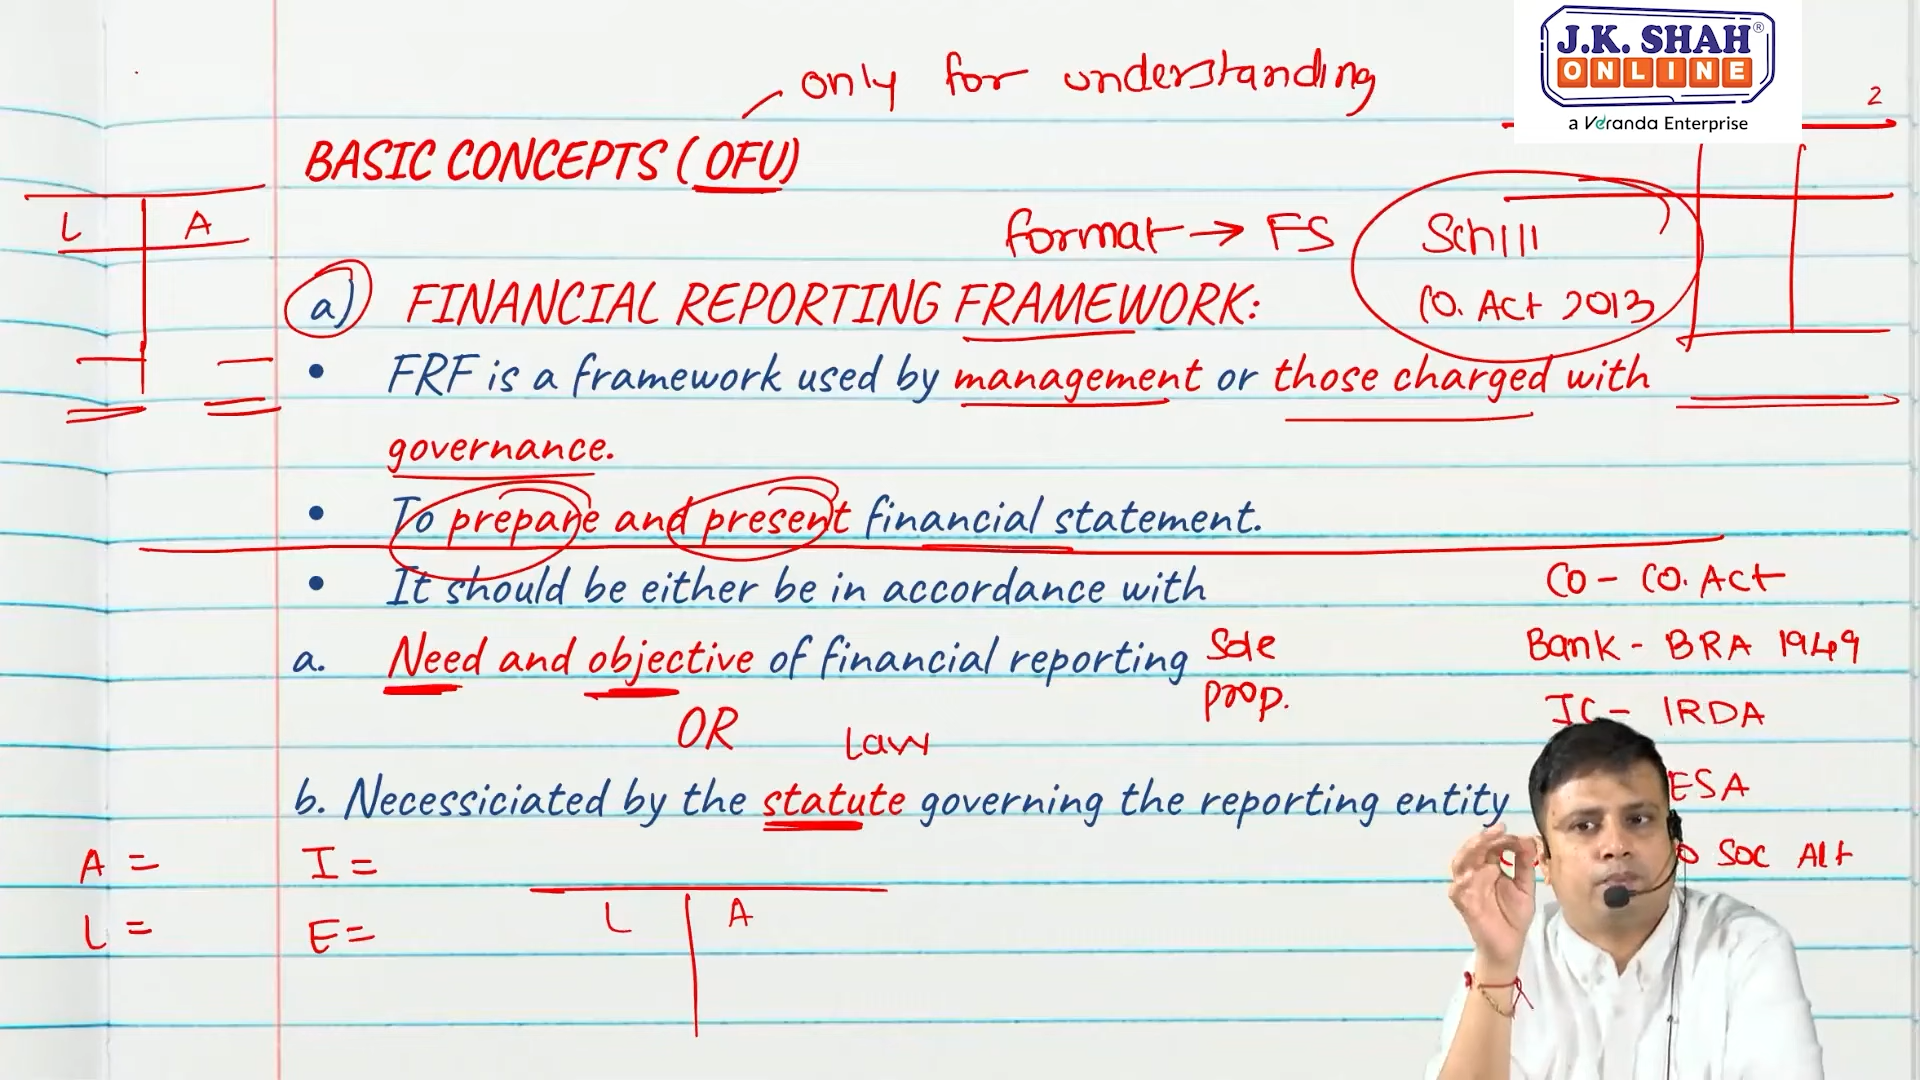 J.K. SHAH®
ONLINE
a Veranda Enterprise
2
only for understanding
BASIC CONCEPTS ( OFU)
L A
format → FS
Sch III
CO. Act 2013
a) FINANCIAL REPORTING FRAMEWORK:
• FRF is a framework used by management or those charged with
governance.
• To prepare and present financial statement.
• It should be either be in accordance with
CO - CO. Act
a. Need and objective of financial reporting
Sole
prop.
Bank - BRA 1949
OR
IC - IRDA
Law
b. Necessiciated by the statute governing the reporting entity
ESA
SOC Act
A =
I =
L =
E =
L A